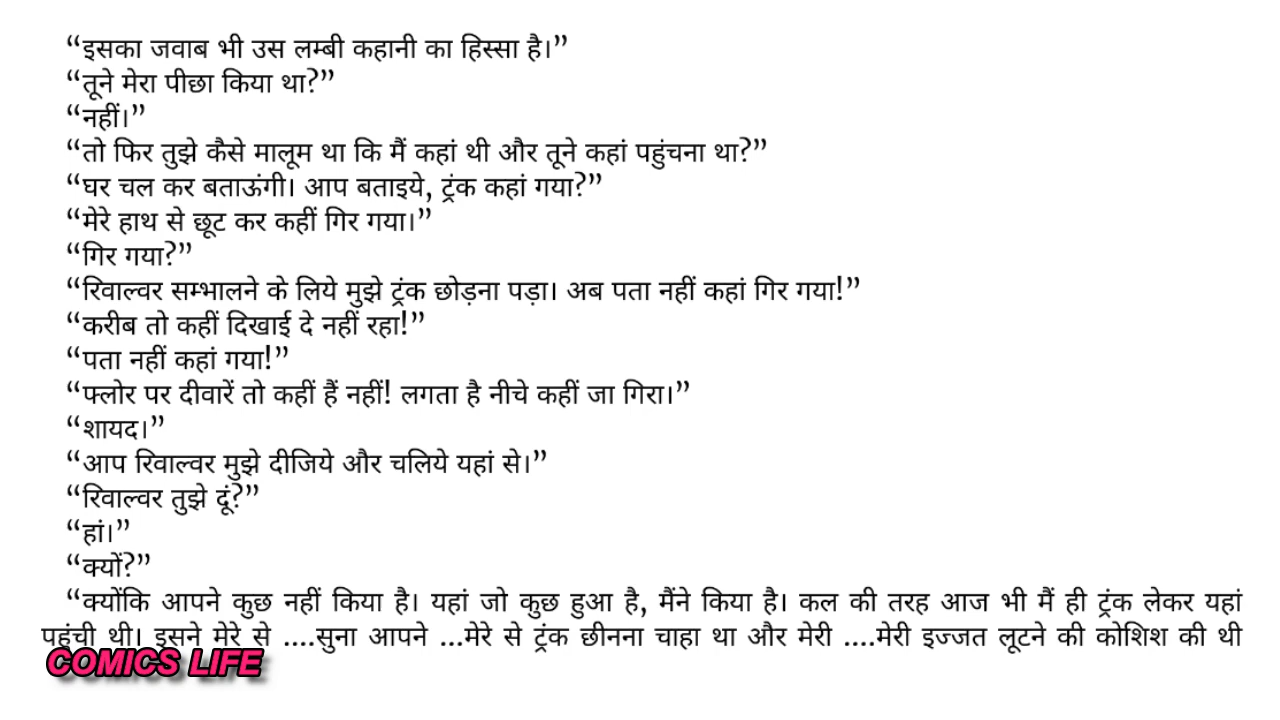 “इसका जवाब भी उस लम्बी कहानी का हिस्सा है।”
“तूने मेरा पीछा किया था?”
“नहीं।”
“तो फिर तुझे कैसे मालूम था कि मैं कहां थी और तूने कहां पहुंचना था?”
“घर चल कर बताऊंगी। आप बताइये, ट्रंक कहां गया?”
“मेरे हाथ से छूट कर कहीं गिर गया।”
“गिर गया?”
“रिवाल्वर सम्भालने के लिये मुझे ट्रंक छोड़ना पड़ा। अब पता नहीं कहां गिर गया!”
“करीब तो कहीं दिखाई दे नहीं रहा!”
“पता नहीं कहां गया!”
“फ्लोर पर दीवारें तो कहीं हैं नहीं! लगता है नीचे कहीं जा गिरा।”
“शायद।”
“आप रिवाल्वर मुझे दीजिये और चलिये यहां से।”
“रिवाल्वर तुझे दूं?”
“हां।”
“क्यों?”
“क्योंकि आपने कुछ नहीं किया है। यहां जो कुछ हुआ है, मैंने किया है। कल की तरह आज भी मैं ही ट्रंक लेकर यहां
पहुंची थी। इसने मेरे से ....सुना आपने ...मेरे से ट्रंक छीनना चाहा था और मेरी ....मेरी इज्जत लूटने की कोशिश की थी
COMICS LIFE